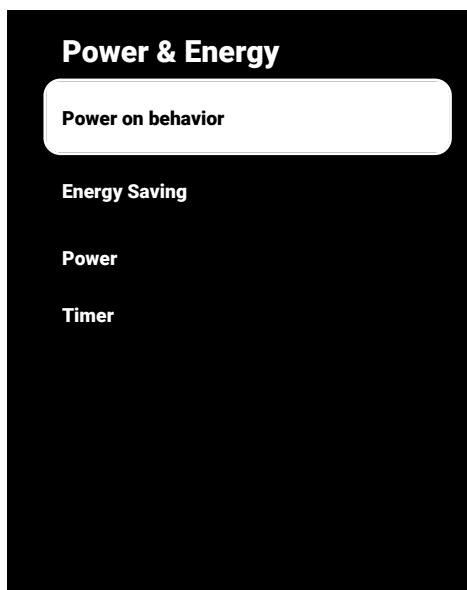 Power & Energy
Power on behavior
Energy Saving
Power
Timer